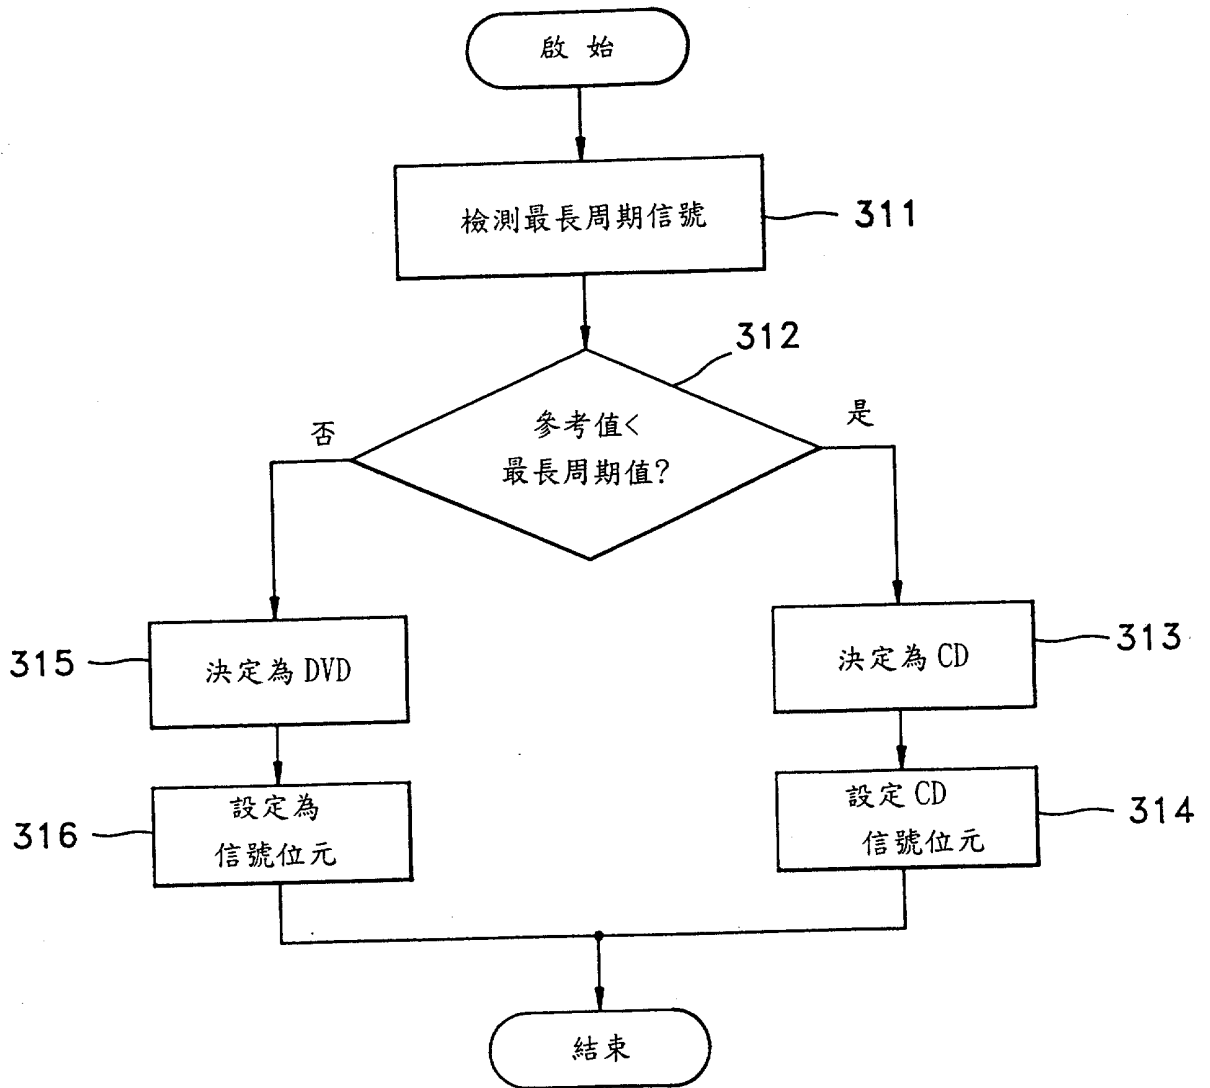 啟始
檢測最長周期信號
311
312
參考值<
最長周期值?
否
是
315
決定為 DVD
決定為 CD
313
316
設定為
信號位元
設定 CD
信號位元
314
結束